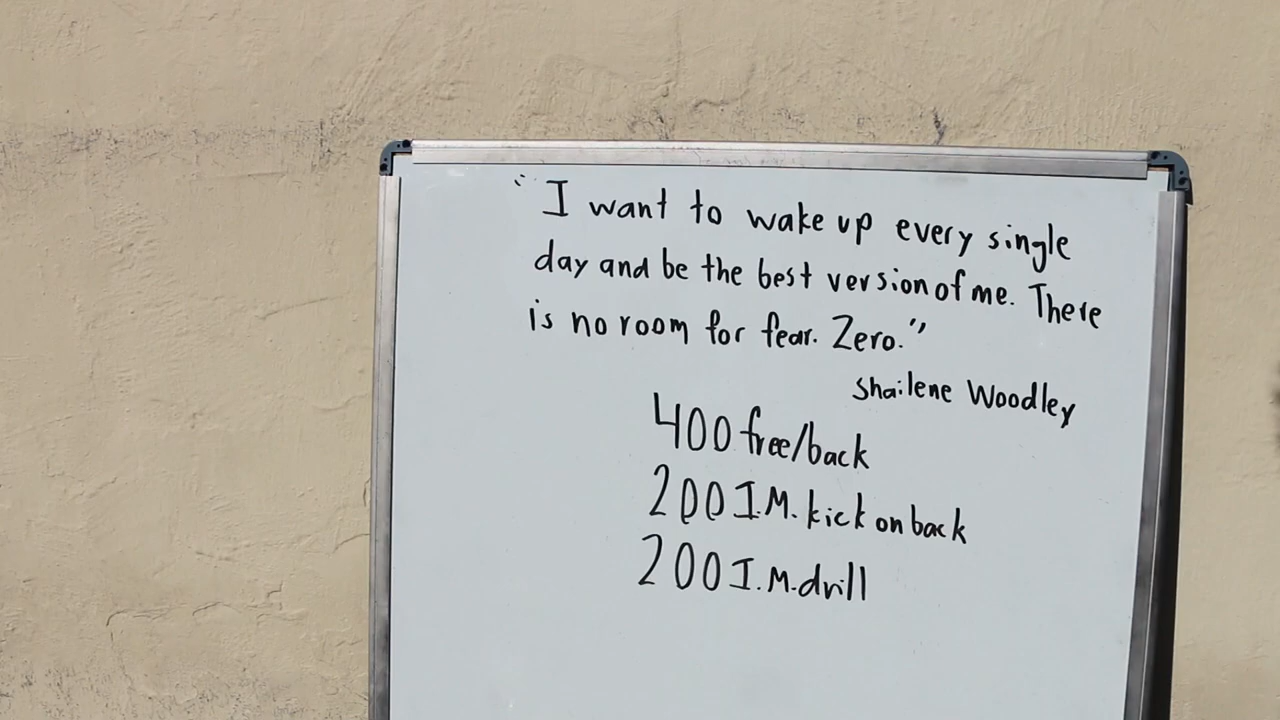 "I want to wake up every single
day and be the best version of me. There
is no room for fear. Zero."
Shailene Woodley
400 free/back
200 I.M. kick on back
200 I.M. drill